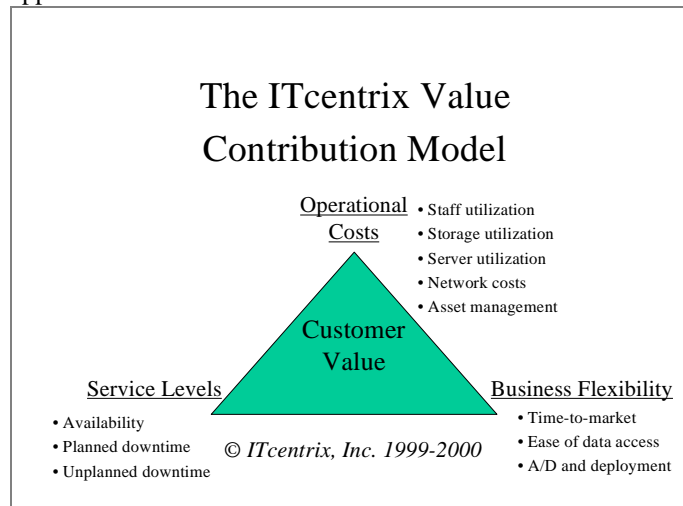 The ITcentrix Value
Contribution Model
Operational
Costs
• Staff utilization
• Storage utilization
• Server utilization
• Network costs
• Asset management
Customer
Value
Service Levels
• Availability
• Planned downtime
• Unplanned downtime
Business Flexibility
• Time-to-market
• Ease of data access
• A/D and deployment
© ITcentrix, Inc. 1999-2000